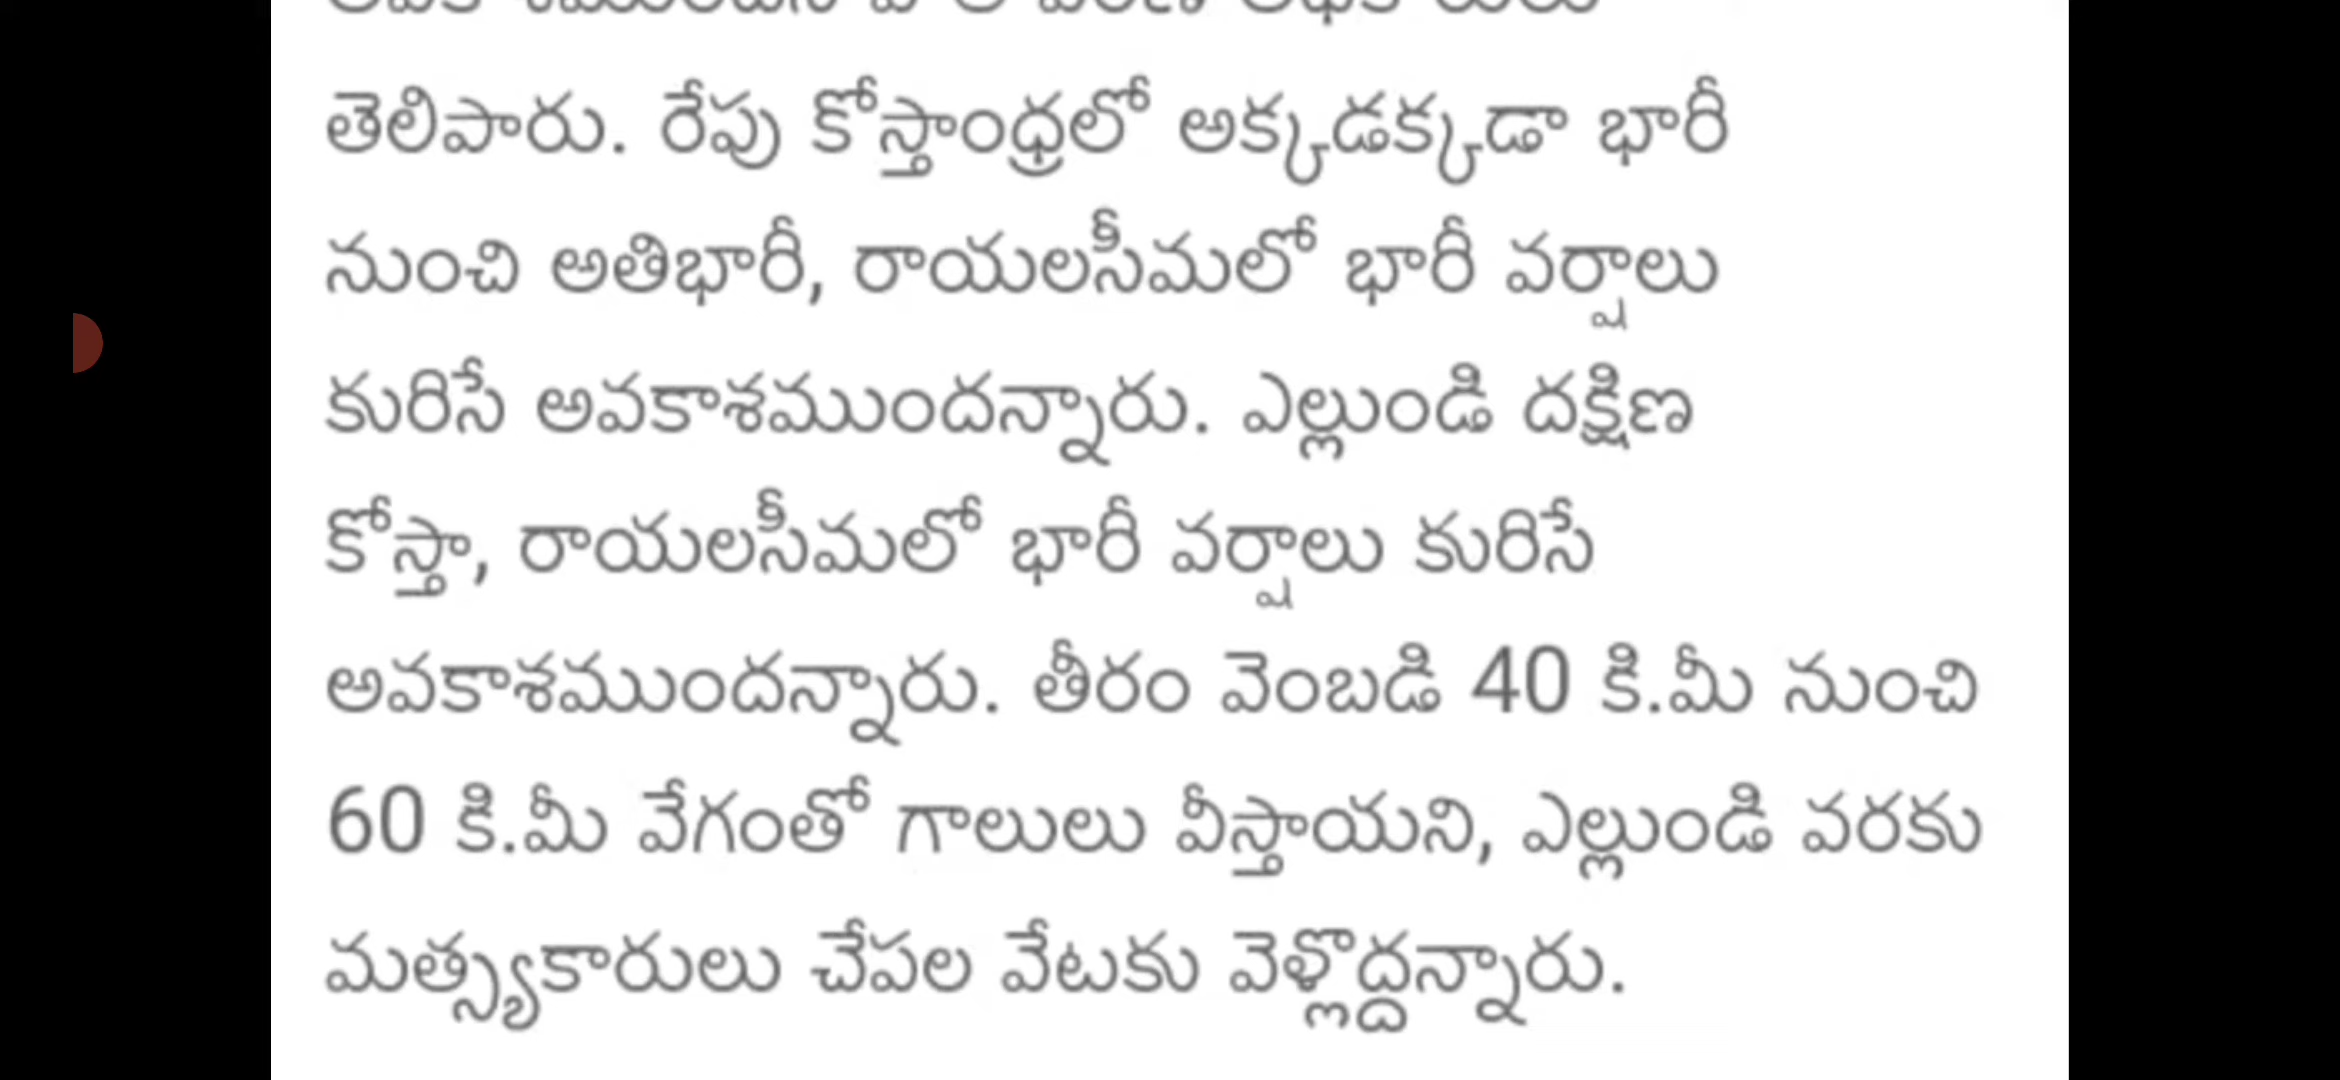 తెలిపారు. రేపు కోస్తాంధ్రలో అక్కడక్కడా భారీ
నుంచి అతిభారీ, రాయలసీమలో భారీ వర్షాలు
కురిసే అవకాశముందన్నారు. ఎల్లుండి దక్షిణ
కోస్తా, రాయలసీమలో భారీ వర్షాలు కురిసే
అవకాశముందన్నారు. తీరం వెంబడి 40 కి.మీ నుంచి
60 కి.మీ వేగంతో గాలులు వీస్తాయని, ఎల్లుండి వరకు
మత్స్యకారులు చేపల వేటకు వెళ్లొద్దన్నారు.